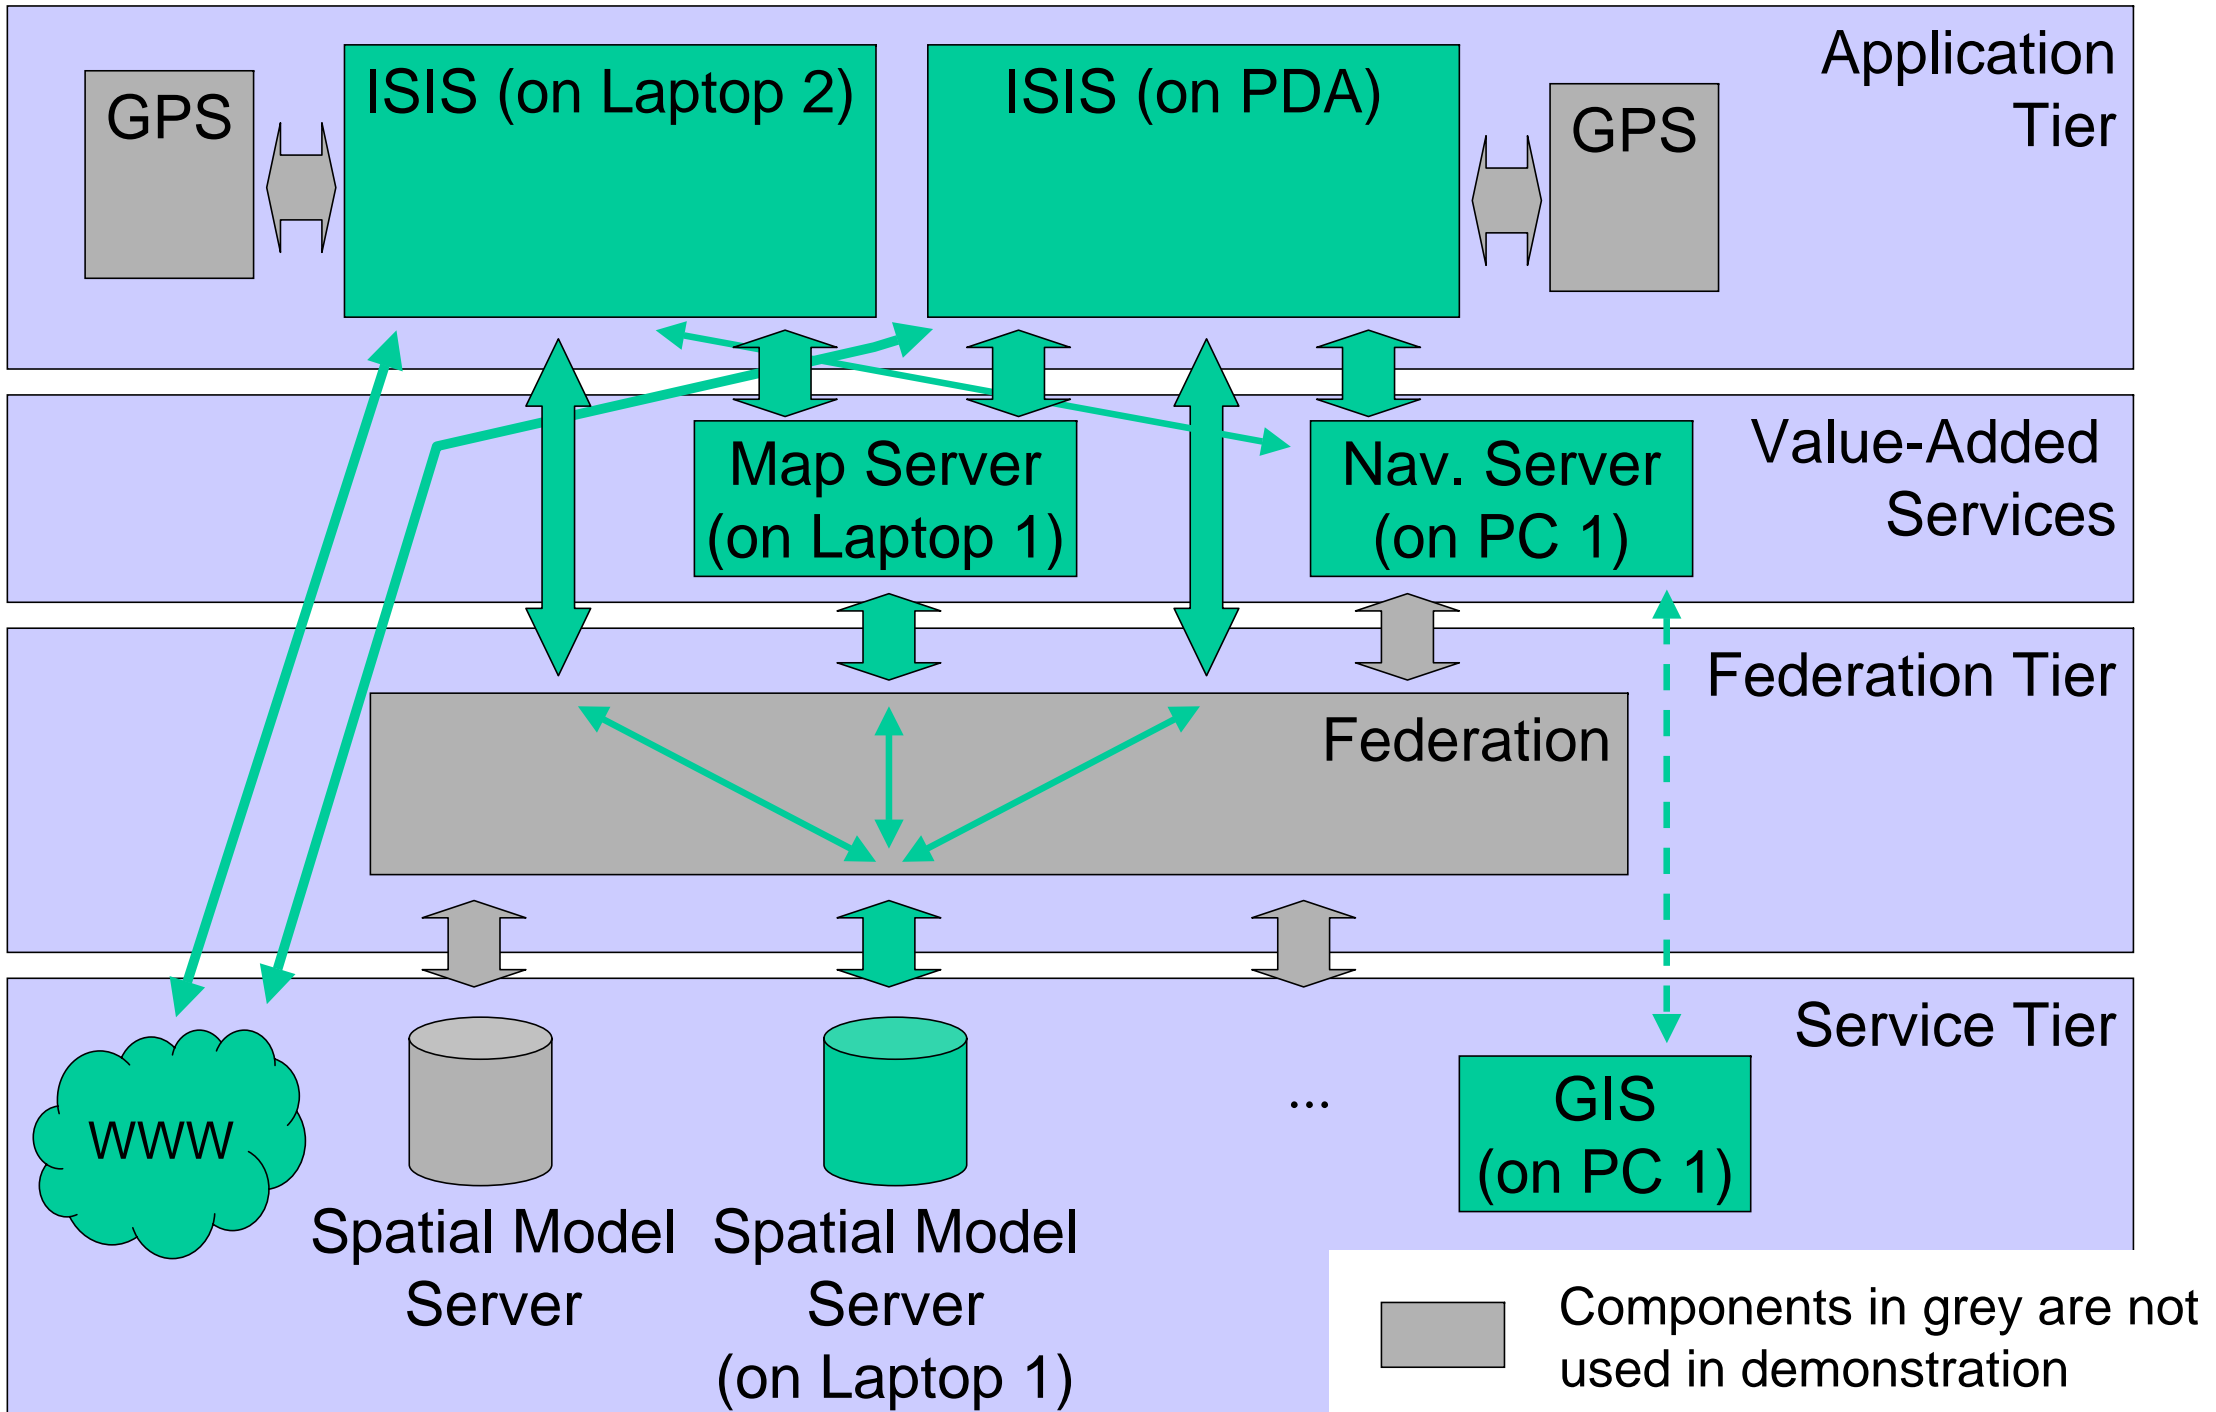 Application
Tier
GPS
ISIS (on Laptop 2)
ISIS (on PDA)
GPS
Value-Added
Services
Map Server
(on Laptop 1)
Nav. Server
(on PC 1)
Federation Tier
Federation
Service Tier
WWW
Spatial Model
Server
Spatial Model
Server
(on Laptop 1)
...
GIS
(on PC 1)
Components in grey are not
used in demonstration